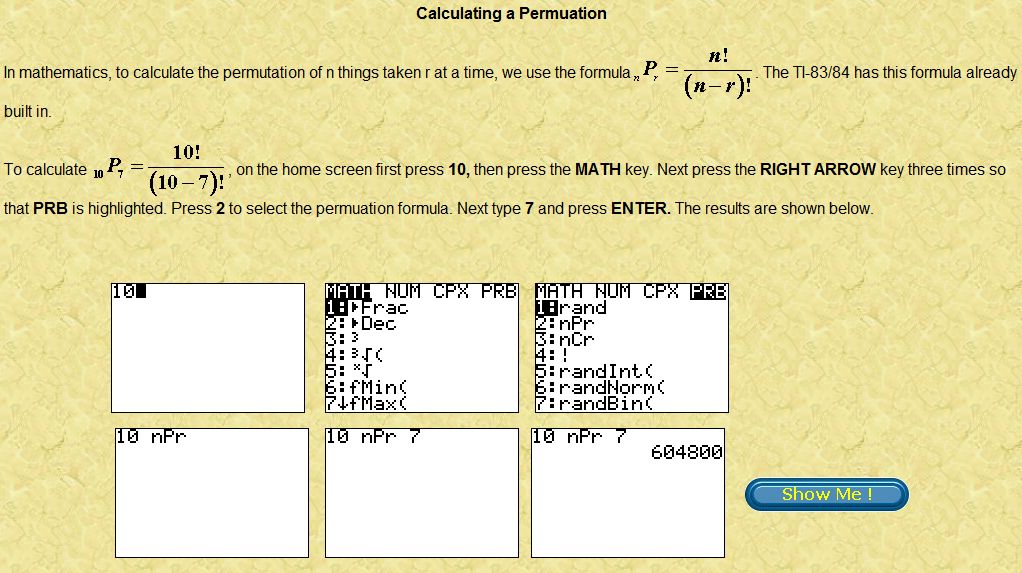 Calculating a Permuation
In mathematics, to calculate the permutation of n things taken r at a time, we use the formula nPr = n! / (n−r)! . The TI-83/84 has this formula already
built in.
To calculate 10P7 = 10! / (10−7)! , on the home screen first press 10, then press the MATH key. Next press the RIGHT ARROW key three times so
that PRB is highlighted. Press 2 to select the permuation formula. Next type 7 and press ENTER. The results are shown below.
10
MATH NUM CPX PRB
1:▶Frac
2:▶Dec
3:³
4:³√(
5:ˣ√
6:fMin(
7↓fMax(
MATH NUM CPX PRB
1:rand
2:nPr
3:nCr
4:!
5:randInt(
6:randNorm(
7:randBin(
10 nPr
10 nPr 7
10 nPr 7
604800
Show Me !